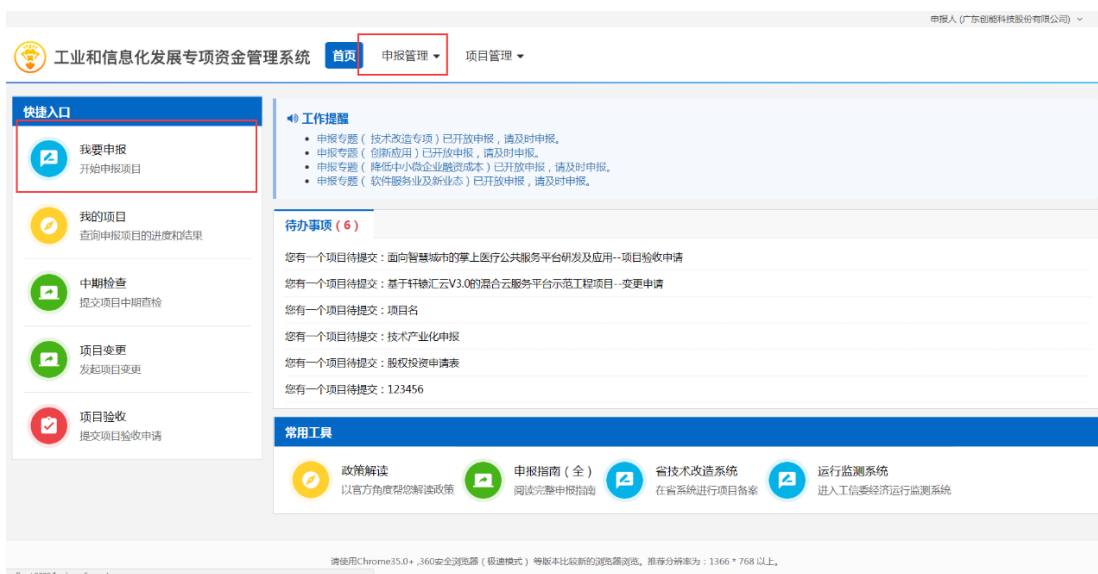 申报人 (广东创能科技股份有限公司)
工业和信息化发展专项资金管理系统 首页 申报管理 项目管理
快捷入口
我要申报
开始申报项目
我的项目
查询申报项目的进度和结果
中期检查
提交项目中期查检
项目变更
发起项目变更
项目验收
提交项目验收申请
工作提醒
申报专题 ( 技术改造专项 ) 已开放申报，请及时申报。
申报专题 ( 创新应用 ) 已开放申报，请及时申报。
申报专题 ( 降低中小微企业融资成本 ) 已开放申报，请及时申报。
申报专题 ( 软件服务业及新业态 ) 已开放申报，请及时申报。
待办事项 ( 6 )
您有一个项目待提交：面向智慧城市的掌上医疗公共服务平台研发及应用--项目验收申请
您有一个项目待提交：基于轩辕汇云V3.0的混合云服务平台示范工程项目--变更申请
您有一个项目待提交：项目名
您有一个项目待提交：技术产业化申报
您有一个项目待提交：股权投资申请表
您有一个项目待提交：123456
常用工具
政策解读
以官方角度帮您解读政策
申报指南 ( 全 )
阅读完整申报指南
省技术改造系统
在省系统进行项目备案
运行监测系统
进入工信委经济运行监测系统
请使用Chrome35.0+ ,360安全浏览器 ( 极速模式 ) 等版本比较新的浏览器浏览。推荐分辨率为：1366 * 768 以上。